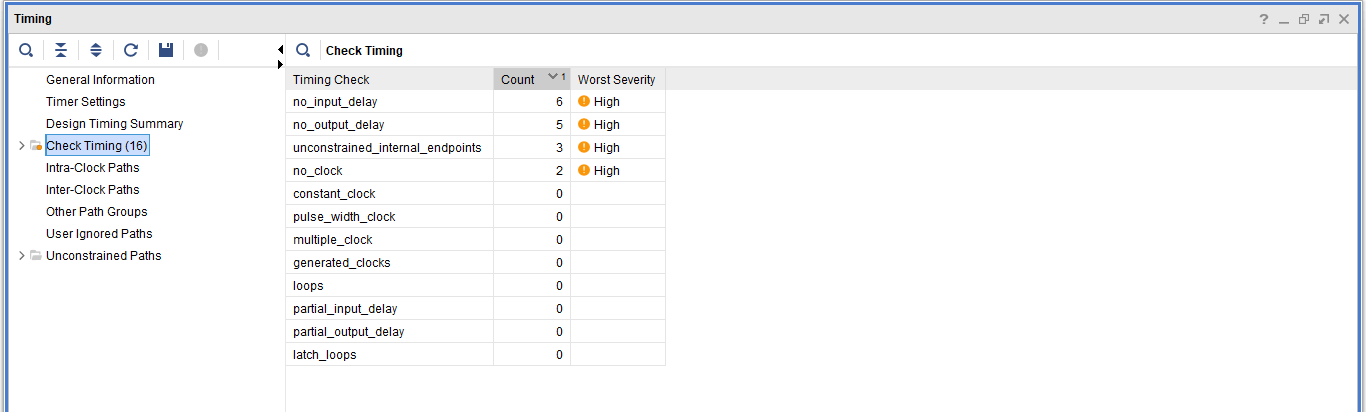 Timing
Check Timing
General Information
Timer Settings
Design Timing Summary
Check Timing (16)
Intra-Clock Paths
Inter-Clock Paths
Other Path Groups
User Ignored Paths
Unconstrained Paths
Timing Check Count 1 Worst Severity
no_input_delay 6 High
no_output_delay 5 High
unconstrained_internal_endpoints 3 High
no_clock 2 High
constant_clock 0
pulse_width_clock 0
multiple_clock 0
generated_clocks 0
loops 0
partial_input_delay 0
partial_output_delay 0
latch_loops 0